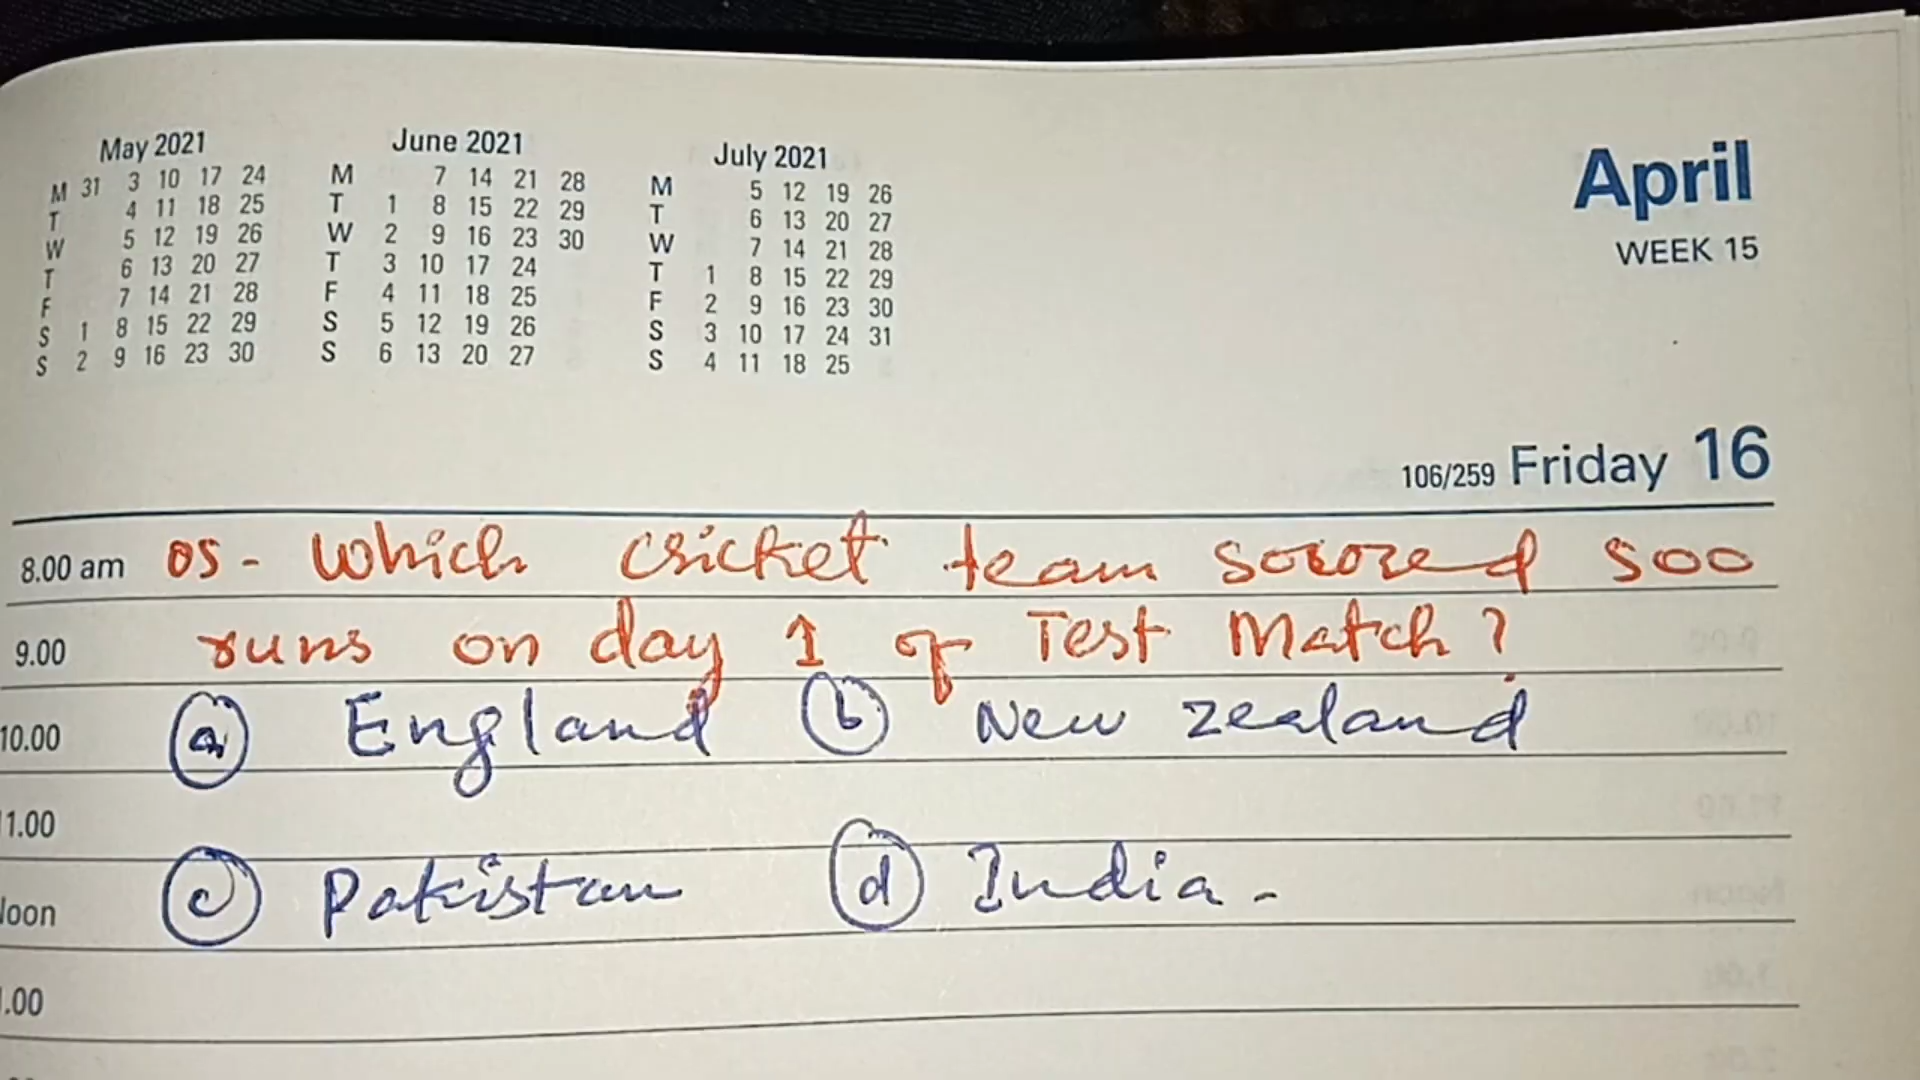 May 2021
M 31 3 10 17 24
T 4 11 18 25
W 5 12 19 26
T 6 13 20 27
F 7 14 21 28
S 1 8 15 22 29
S 2 9 16 23 30
June 2021
M 7 14 21 28
T 1 8 15 22 29
W 2 9 16 23 30
T 3 10 17 24
F 4 11 18 25
S 5 12 19 26
S 6 13 20 27
July 2021
M 5 12 19 26
T 6 13 20 27
W 7 14 21 28
T 1 8 15 22 29
F 2 9 16 23 30
S 3 10 17 24 31
S 4 11 18 25
April
WEEK 15
106/259 Friday 16
8.00 am 05 - Which cricket team scored 500
9.00 runs on day 1 of Test Match?
10.00 (a) England (b) New zealand
11.00
Noon (c) Pakistan (d) India -
1.00